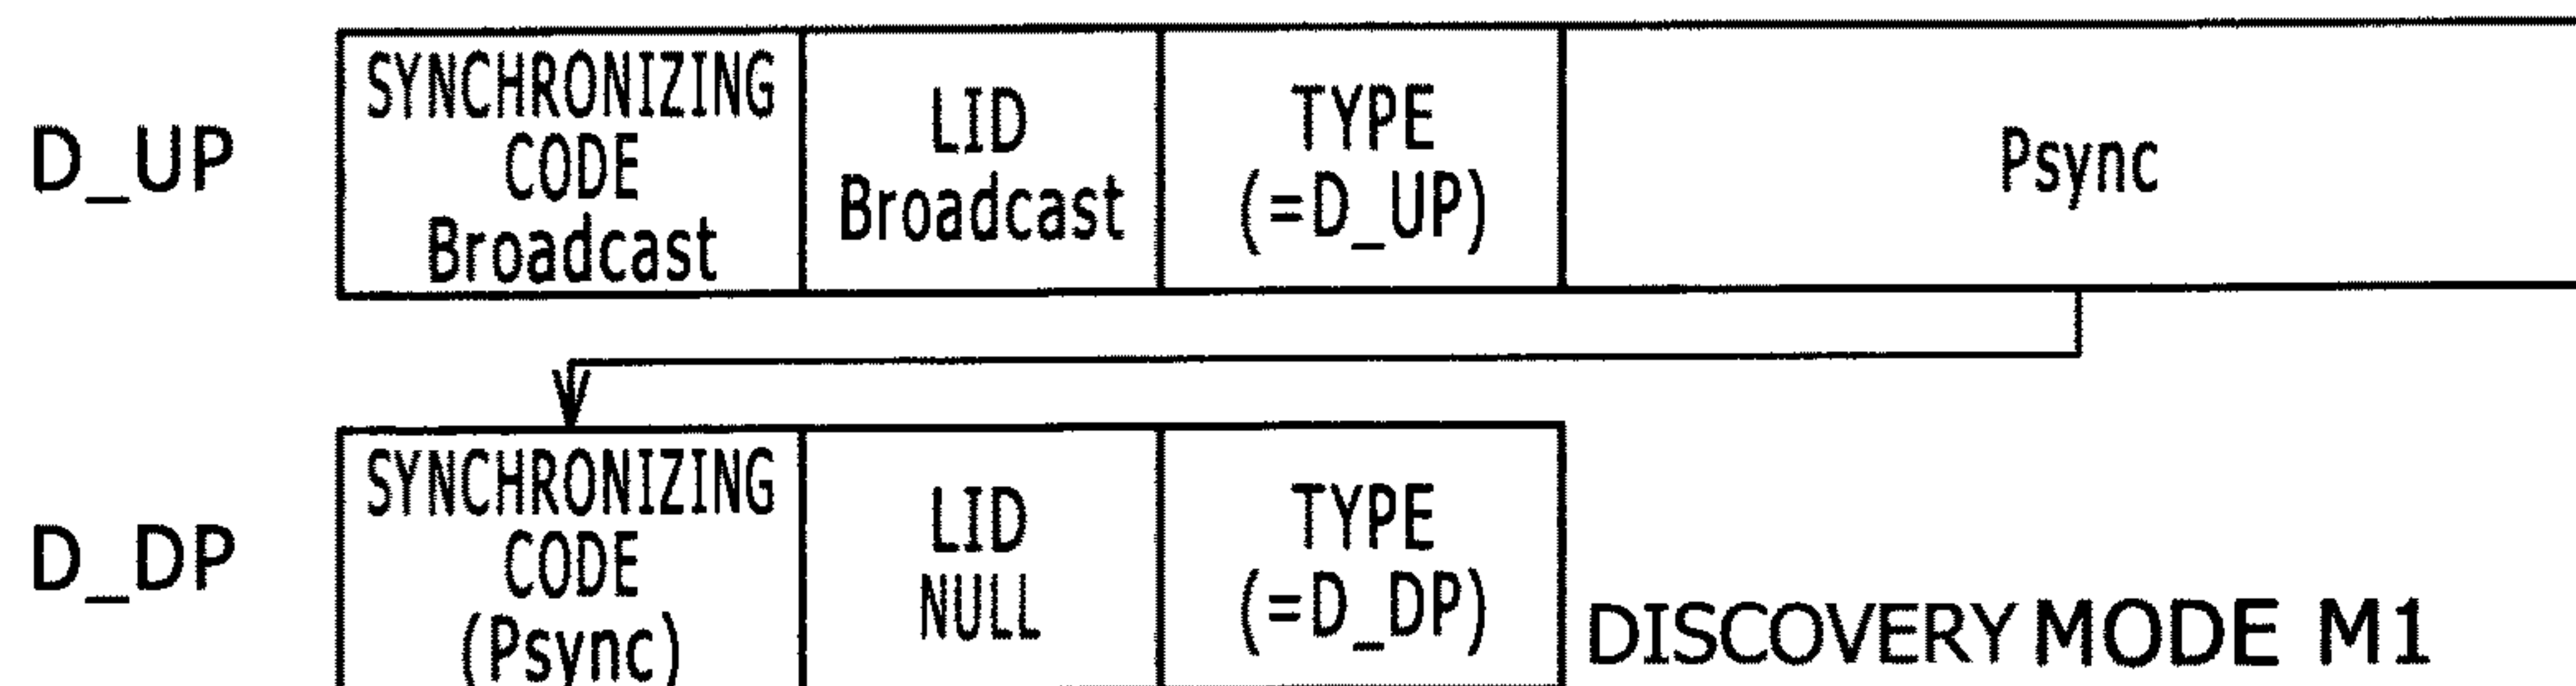 D_UP
SYNCHRONIZING
CODE
Broadcast
LID
Broadcast
TYPE
(=D_UP)
Psync
D_DP
SYNCHRONIZING
CODE
(Psync)
LID
NULL
TYPE
(=D_DP)
DISCOVERY MODE M1